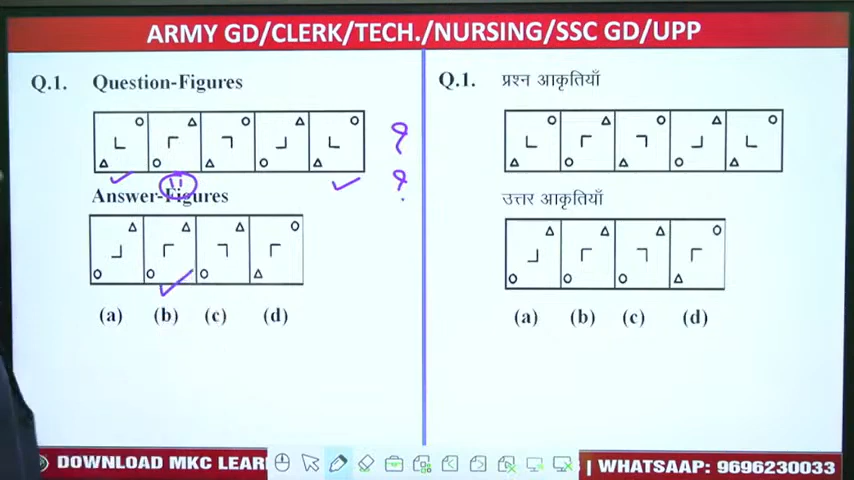 ARMY GD/CLERK/TECH./NURSING/SSC GD/UPP
Q.1. Question-Figures
Answer-Figures
(a) (b) (c) (d)
Q.1. प्रश्न आकृतियाँ
उत्तर आकृतियाँ
(a) (b) (c) (d)
DOWNLOAD MKC LEAR
| WHATSAAP: 9696230033